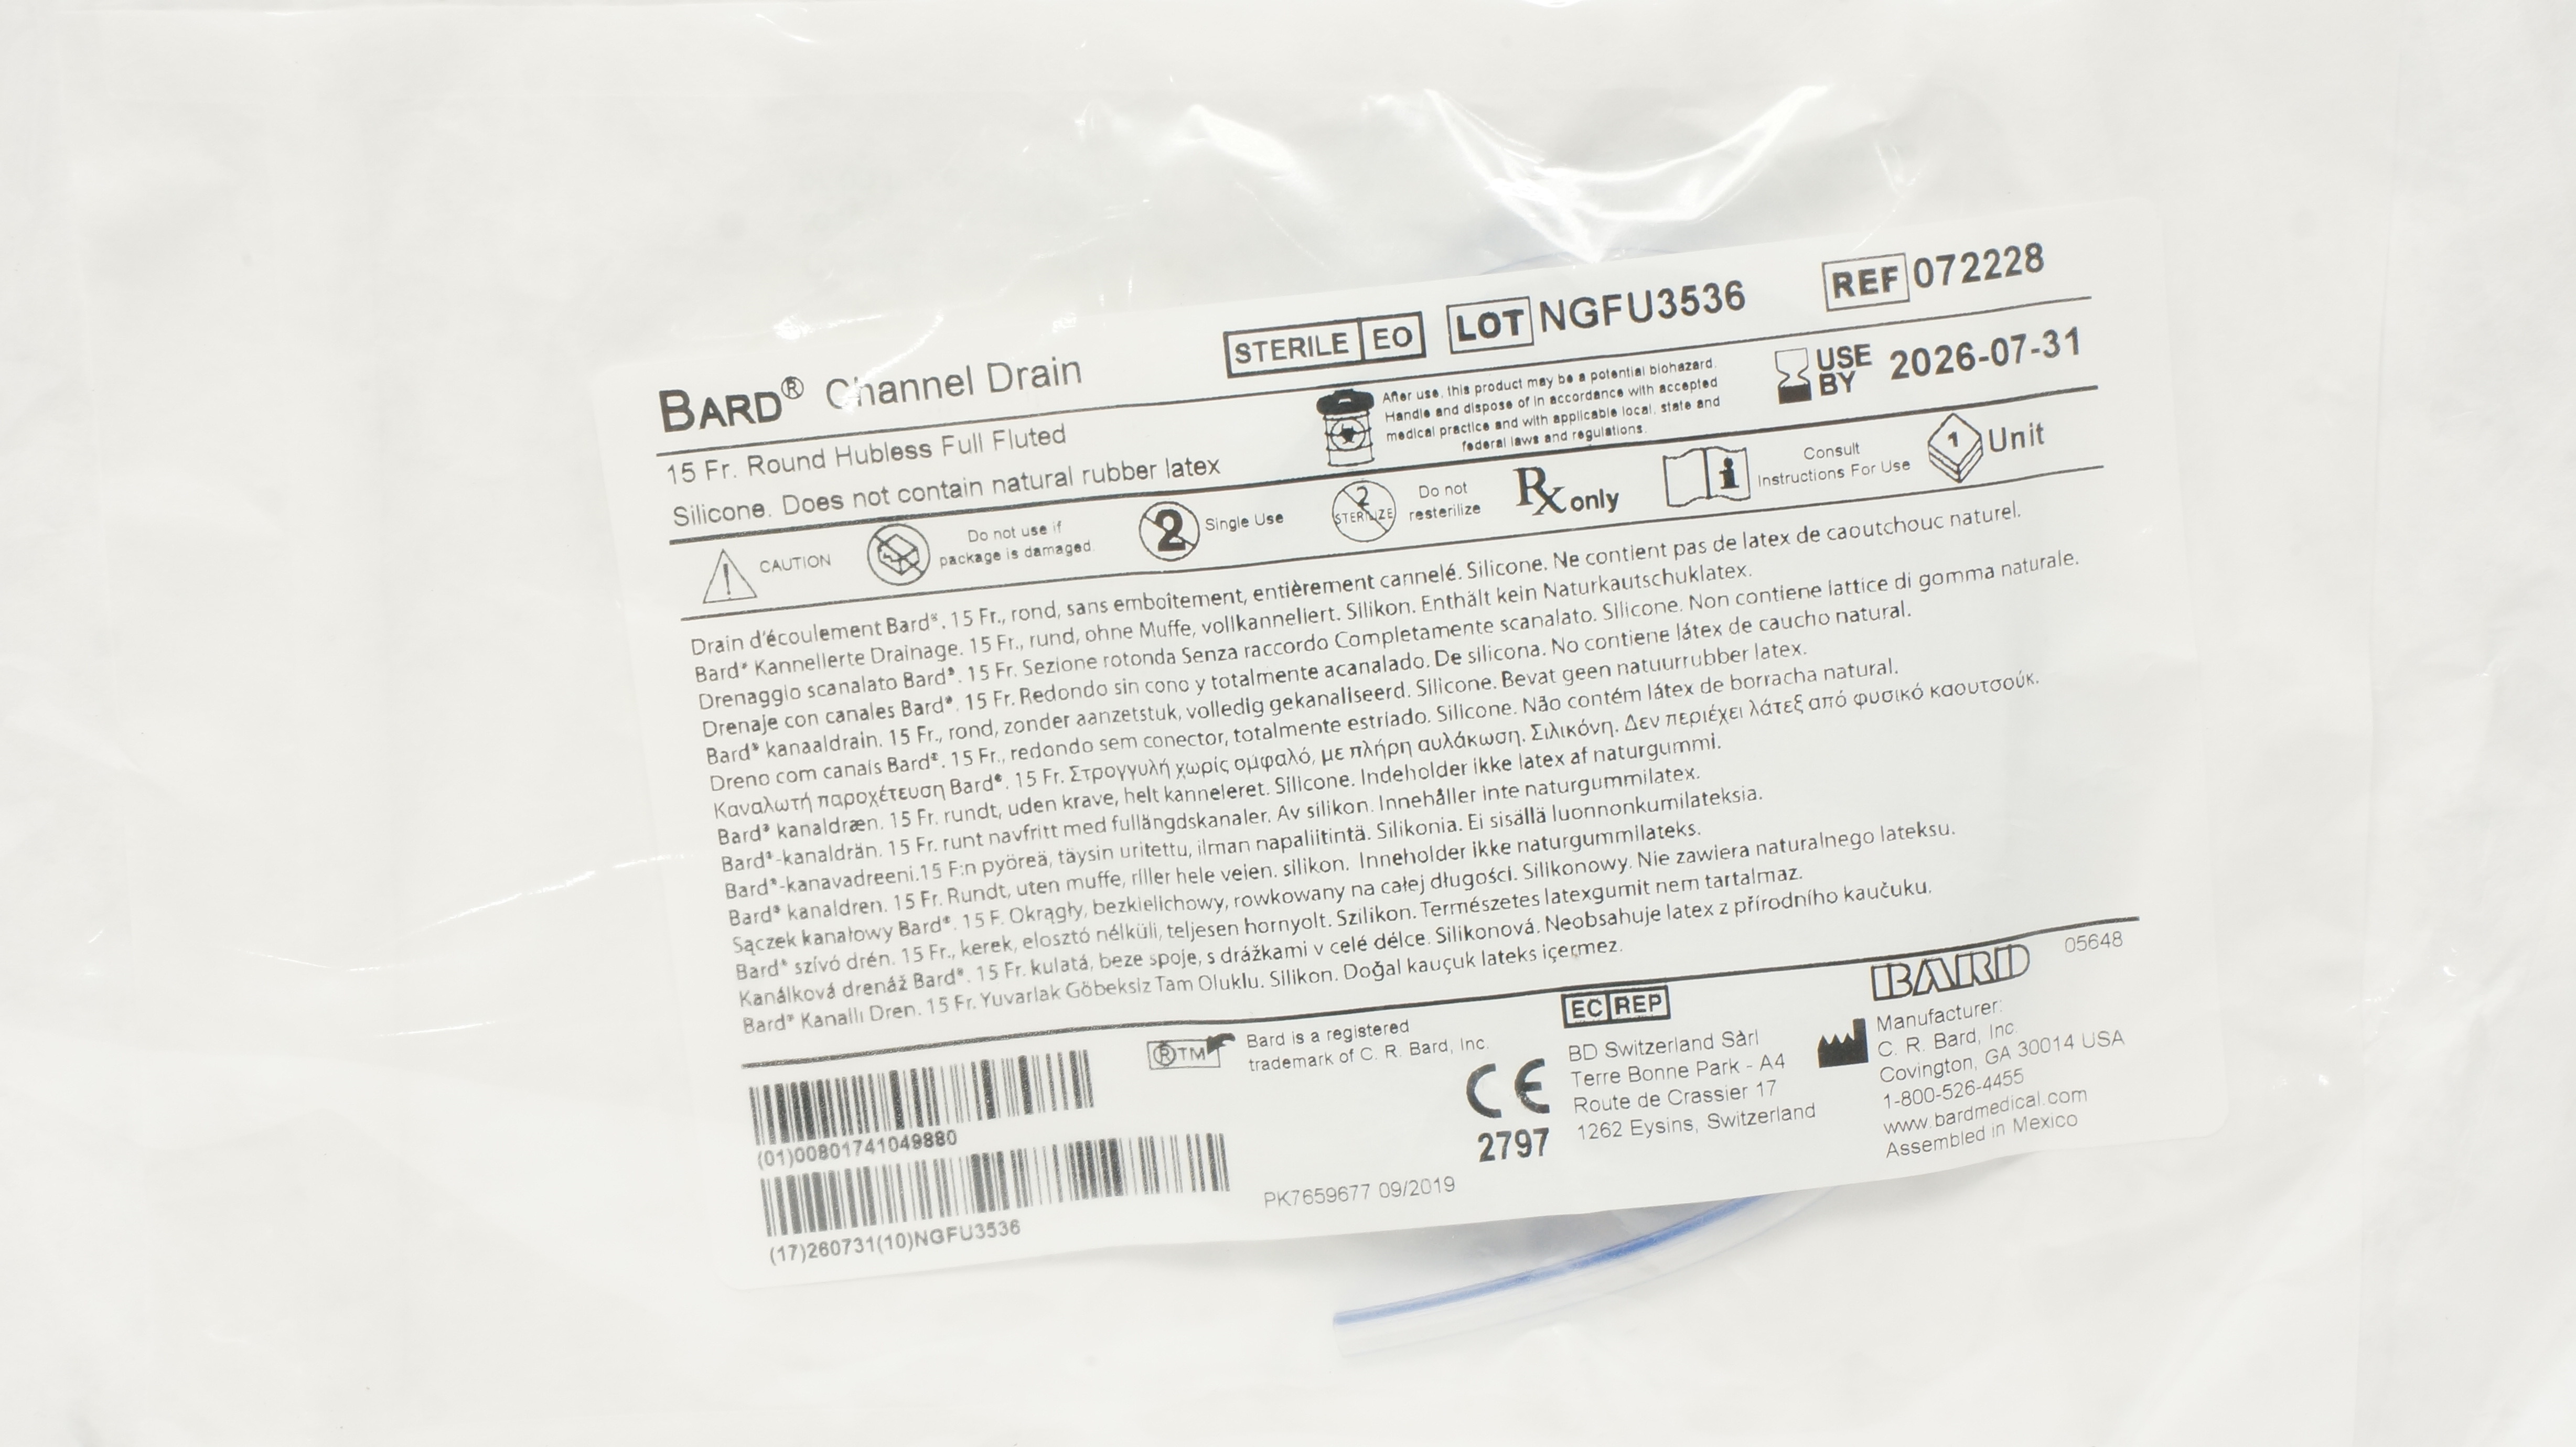 BARD® Channel Drain
STERILE EO LOT NGFU3536 REF 072228
15 Fr. Round Hubless Full Fluted
Silicone. Does not contain natural rubber latex
After use, this product may be a potential biohazard.
Handle and dispose of in accordance with accepted
medical practice and with applicable local, state and
federal laws and regulations.
USE
BY 2026-07-31
CAUTION
Do not use if
package is damaged.
2 Single Use
2
STERILIZE
Do not
resterilize
Rx only
i
Consult
Instructions For Use
1 Unit
Drain d'écoulement Bard®. 15 Fr., rond, sans emboîtement, entièrement cannelé. Silicone. Ne contient pas de latex de caoutchouc naturel.
Bard® Kannellerte Drainage. 15 Fr., rund, ohne Muffe, vollkanneliert. Silikon. Enthält kein Naturkautschuklatex.
Drenaggio scanalato Bard®. 15 Fr. Sezione rotonda Senza raccordo Completamente scanalato. Silicone. Non contiene lattice di gomma naturale.
Drenaje con canales Bard®. 15 Fr. Redondo sin cono y totalmente acanalado. De silicona. No contiene látex de caucho natural.
Bard® kanaaldrain. 15 Fr., rond, zonder aanzetstuk, volledig gekanaliseerd. Silicone. Bevat geen natuurrubber latex.
Dreno com canais Bard®. 15 Fr., redondo sem conector, totalmente estriado. Silicone. Não contém látex de borracha natural.
Καναλωτή παροχέτευση Bard®. 15 Fr. Στρογγυλή χωρίς ομφαλό, με πλήρη αυλάκωση. Σιλικόνη. Δεν περιέχει λάτεξ από φυσικό καουτσούκ.
Bard® kanaldræn. 15 Fr. rundt, uden krave, helt kanneleret. Silicone. Indeholder ikke latex af naturgummi.
Bard®-kanaldrän. 15 Fr. runt navfritt med fullängdskanaler. Av silikon. Innehåller inte naturgummilatex.
Bard®-kanavadreeni.15 F:n pyöreä, täysin uritettu, ilman napaliitintä. Silikonia. Ei sisällä luonnonkumilateksia.
Bard® kanaldren. 15 Fr. Rundt, uten muffe, riller hele veien. silikon. Inneholder ikke naturgummilateks.
Sączek kanałowy Bard®. 15 F. Okrągły, bezkielichowy, rowkowany na całej długości. Silikonowy. Nie zawiera naturalnego lateksu.
Bard® szívó drén. 15 Fr., kerek, elosztó nélküli, teljesen hornyolt. Szilikon. Természetes latexgumit nem tartalmaz.
Kanálková drenáž Bard®. 15 Fr. kulatá, beze spoje, s drážkami v celé délce. Silikonová. Neobsahuje latex z přírodního kaučuku.
Bard® Kanallı Dren. 15 Fr. Yuvarlak Göbeksiz Tam Oluklu. Silikon. Doğal kauçuk lateks içermez.
(01)00801741049880
(17)260731(10)NGFU3536
®TM
Bard is a registered
trademark of C. R. Bard, Inc.
PK7659677 09/2019
CE
2797
EC REP
BD Switzerland Sàrl
Terre Bonne Park - A4
Route de Crassier 17
1262 Eysins, Switzerland
BARD 05648
Manufacturer:
C. R. Bard, Inc.
Covington, GA 30014 USA
1-800-526-4455
www.bardmedical.com
Assembled in Mexico